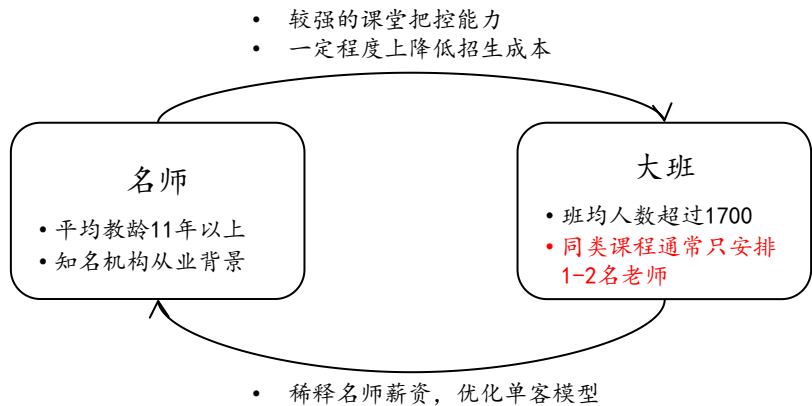 • 较强的课堂把控能力
• 一定程度上降低招生成本
名师
• 平均教龄11年以上
• 知名机构从业背景
大班
• 班均人数超过1700
• 同类课程通常只安排
1-2名老师
• 稀释名师薪资，优化单客模型